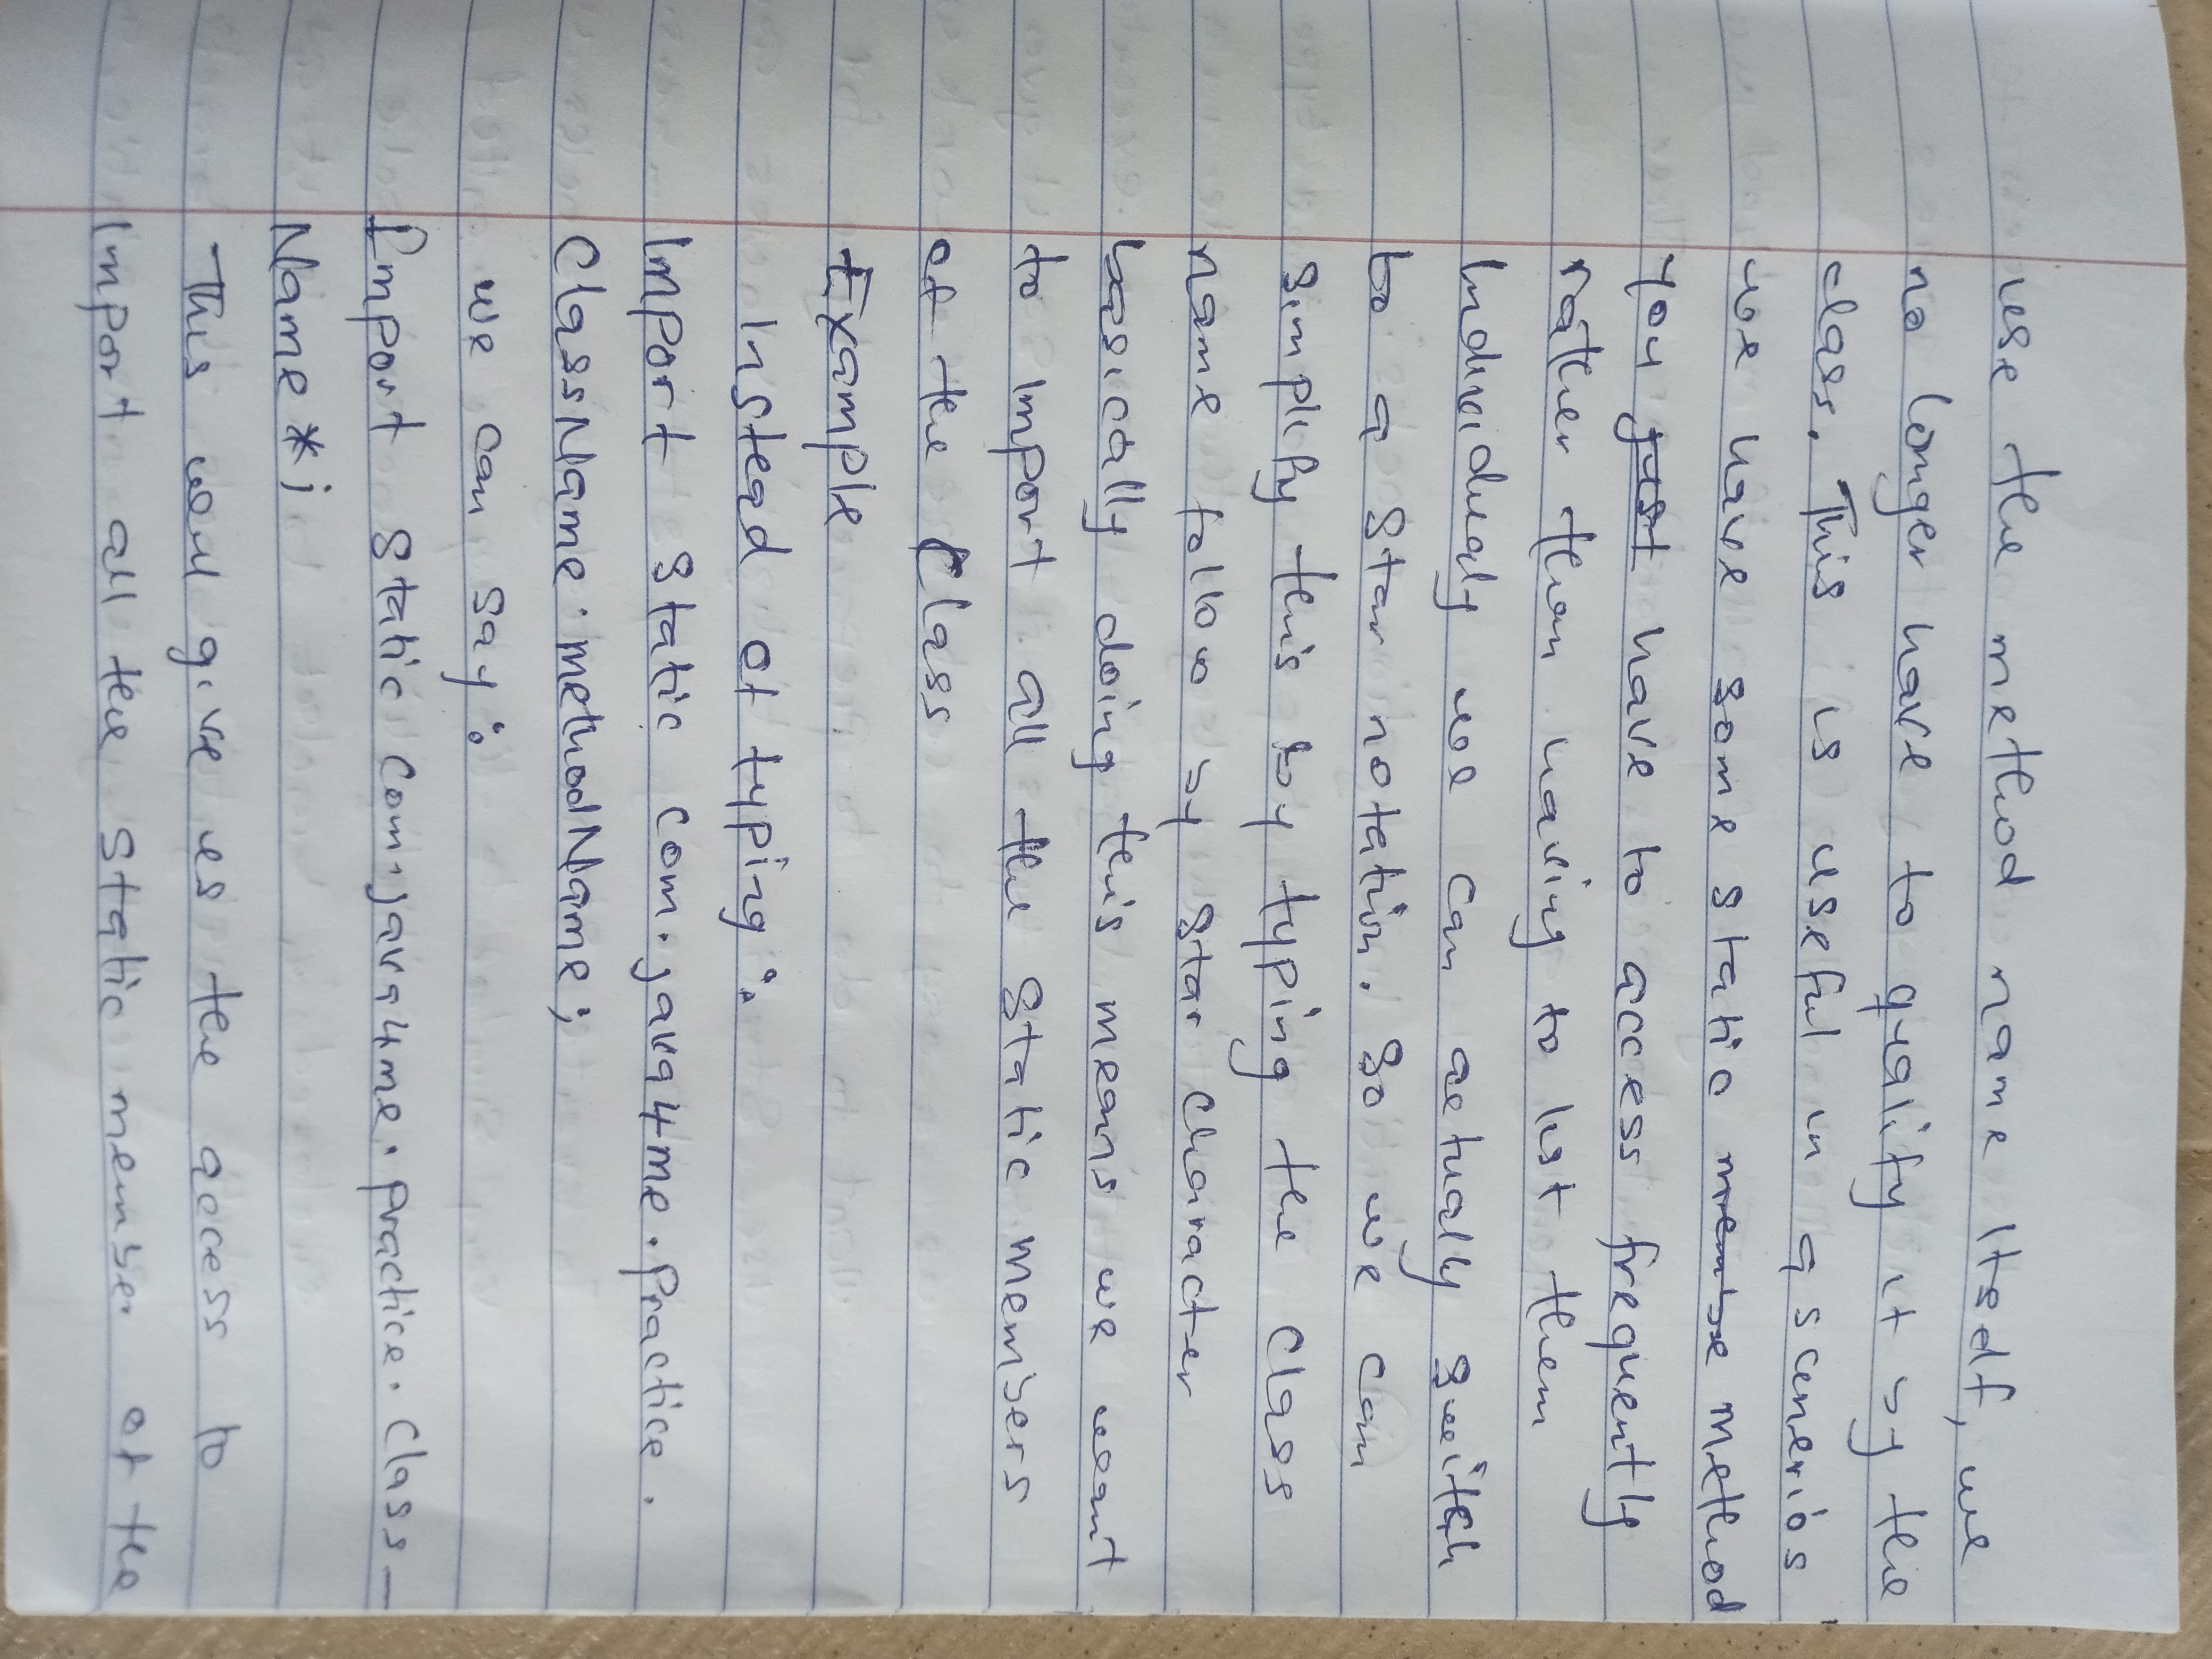 use the method name itself, we
no longer have to qualify it by the
class. This is useful in a scenerios
we have some static membe method
you just have to access frequently
rather than having to list them
Individually we can actually switch
to a star notation. So we can
simplify this by typing the class
name follow by star character
basically doing this means we want
to import all the static members
of the class
Example
Instead of typing:
Import static com.java4me.practice.
ClassName.methodName;
we can say:
Import static com.java4me.practice.Class-
Name*;
This will give us the access to
Import all the static member of the